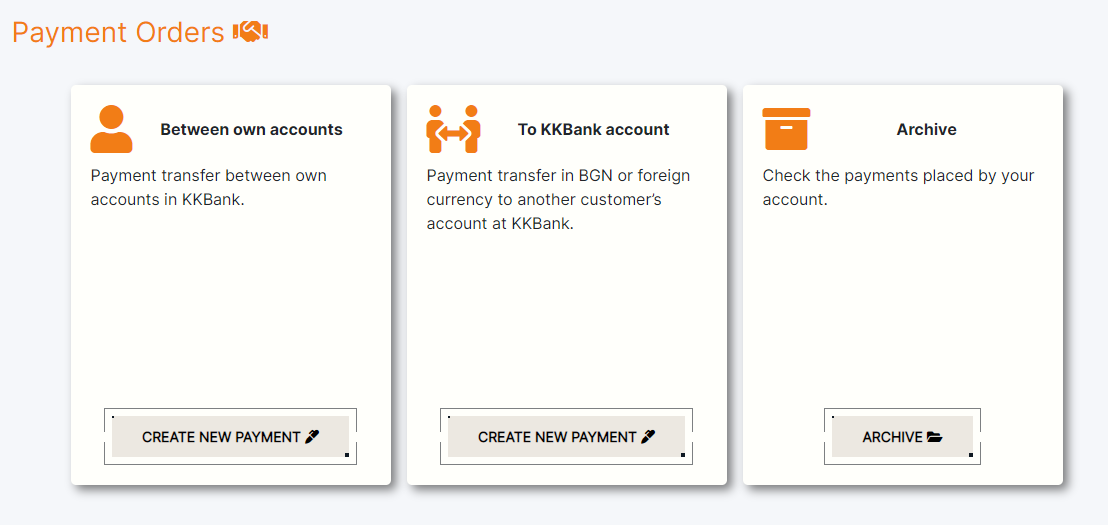 Payment Orders
Between own accounts
Payment transfer between own
accounts in KKBank.
CREATE NEW PAYMENT
To KKBank account
Payment transfer in BGN or foreign
currency to another customer’s
account at KKBank.
CREATE NEW PAYMENT
Archive
Check the payments placed by your
account.
ARCHIVE